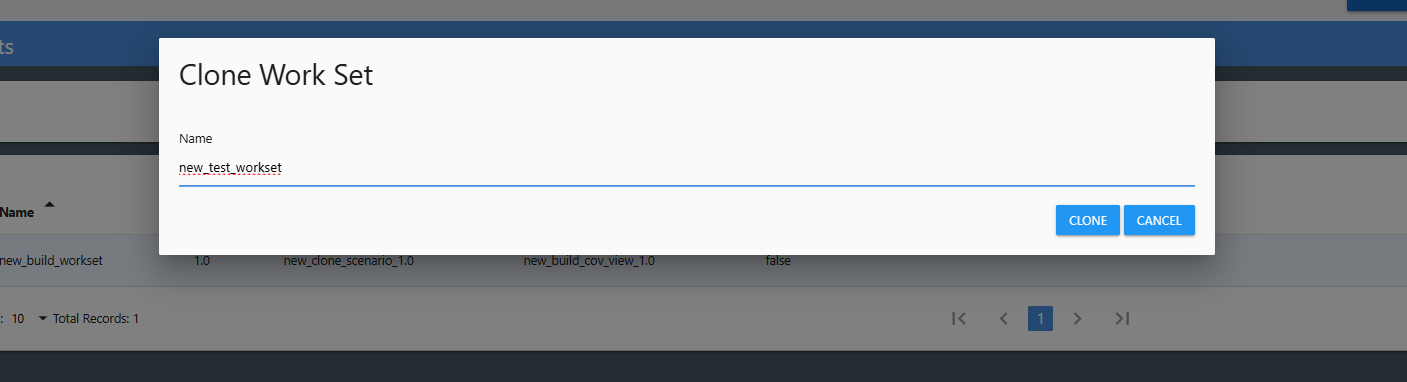 ts
Clone Work Set
Name
new_test_workset
CLONE CANCEL
Name
new_build_workset 1.0 new_clone_scenario_1.0 new_build_cov_view_1.0 false
: 10 Total Records: 1 1